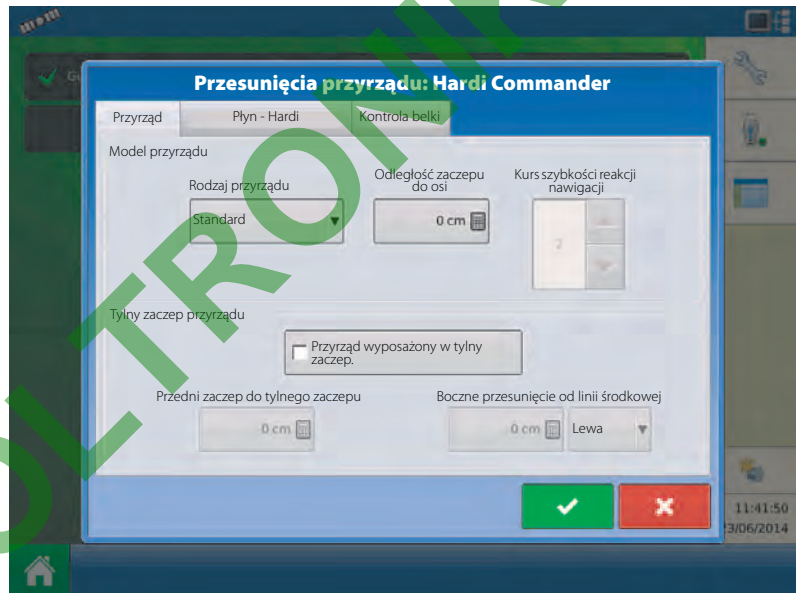 Przesunięcia przyrządu: Hardi Commander
Przyrząd
Płyn - Hardi
Kontrola belki
Model przyrządu
Rodzaj przyrządu
Standard
Odległość zaczepu
do osi
0 cm
Kurs szybkości reakcji
nawigacji
2
Tylny zaczep przyrządu
Przyrząd wyposażony w tylny
zaczep.
Przedni zaczep do tylnego zaczepu
0 cm
Boczne przesunięcie od linii środkowej
0 cm
Lewa
11:41:50
3/06/2014
OLTRONIK